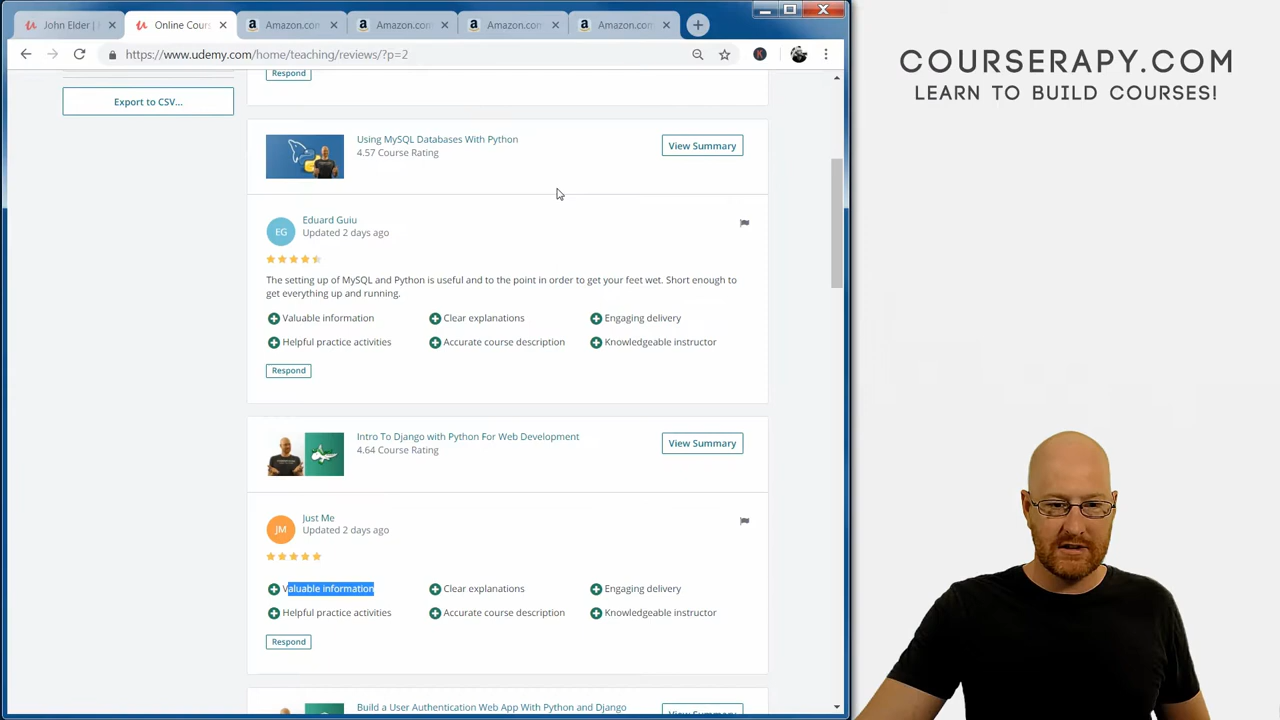 John Elder
Online Cours
Amazon.com
Amazon.com
Amazon.com
Amazon.com
https://www.udemy.com/home/teaching/reviews/?p=2
Respond
Export to CSV...
Using MySQL Databases With Python
4.57 Course Rating
View Summary
EG
Eduard Guiu
Updated 2 days ago
The setting up of MySQL and Python is useful and to the point in order to get your feet wet. Short enough to
get everything up and running.
Valuable information
Clear explanations
Engaging delivery
Helpful practice activities
Accurate course description
Knowledgeable instructor
Respond
Intro To Django with Python For Web Development
4.64 Course Rating
View Summary
JM
Just Me
Updated 2 days ago
Valuable information
Clear explanations
Engaging delivery
Helpful practice activities
Accurate course description
Knowledgeable instructor
Respond
Build a User Authentication Web App With Python and Django
View Summary
COURSERAPY.COM
LEARN TO BUILD COURSES!